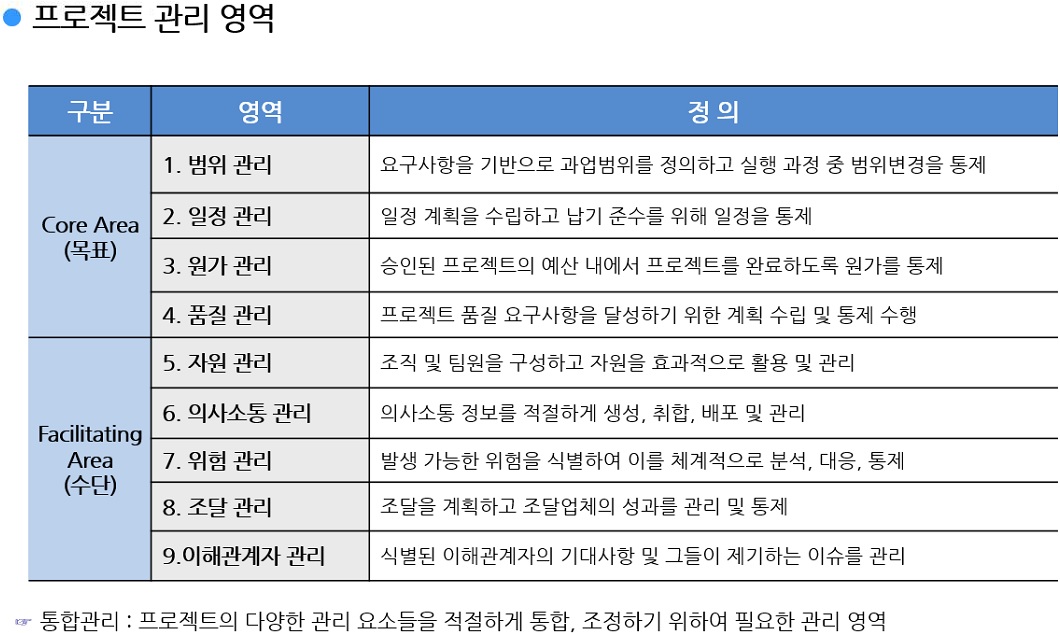 프로젝트 관리 영역
구분 영역 정 의
Core Area
(목표)
1. 범위 관리 요구사항을 기반으로 과업범위를 정의하고 실행 과정 중 범위변경을 통제
2. 일정 관리 일정 계획을 수립하고 납기 준수를 위해 일정을 통제
3. 원가 관리 승인된 프로젝트의 예산 내에서 프로젝트를 완료하도록 원가를 통제
4. 품질 관리 프로젝트 품질 요구사항을 달성하기 위한 계획 수립 및 통제 수행
Facilitating
Area
(수단)
5. 자원 관리 조직 및 팀원을 구성하고 자원을 효과적으로 활용 및 관리
6. 의사소통 관리 의사소통 정보를 적절하게 생성, 취합, 배포 및 관리
7. 위험 관리 발생 가능한 위험을 식별하여 이를 체계적으로 분석, 대응, 통제
8. 조달 관리 조달을 계획하고 조달업체의 성과를 관리 및 통제
9.이해관계자 관리 식별된 이해관계자의 기대사항 및 그들이 제기하는 이슈를 관리
☞ 통합관리 : 프로젝트의 다양한 관리 요소들을 적절하게 통합, 조정하기 위하여 필요한 관리 영역